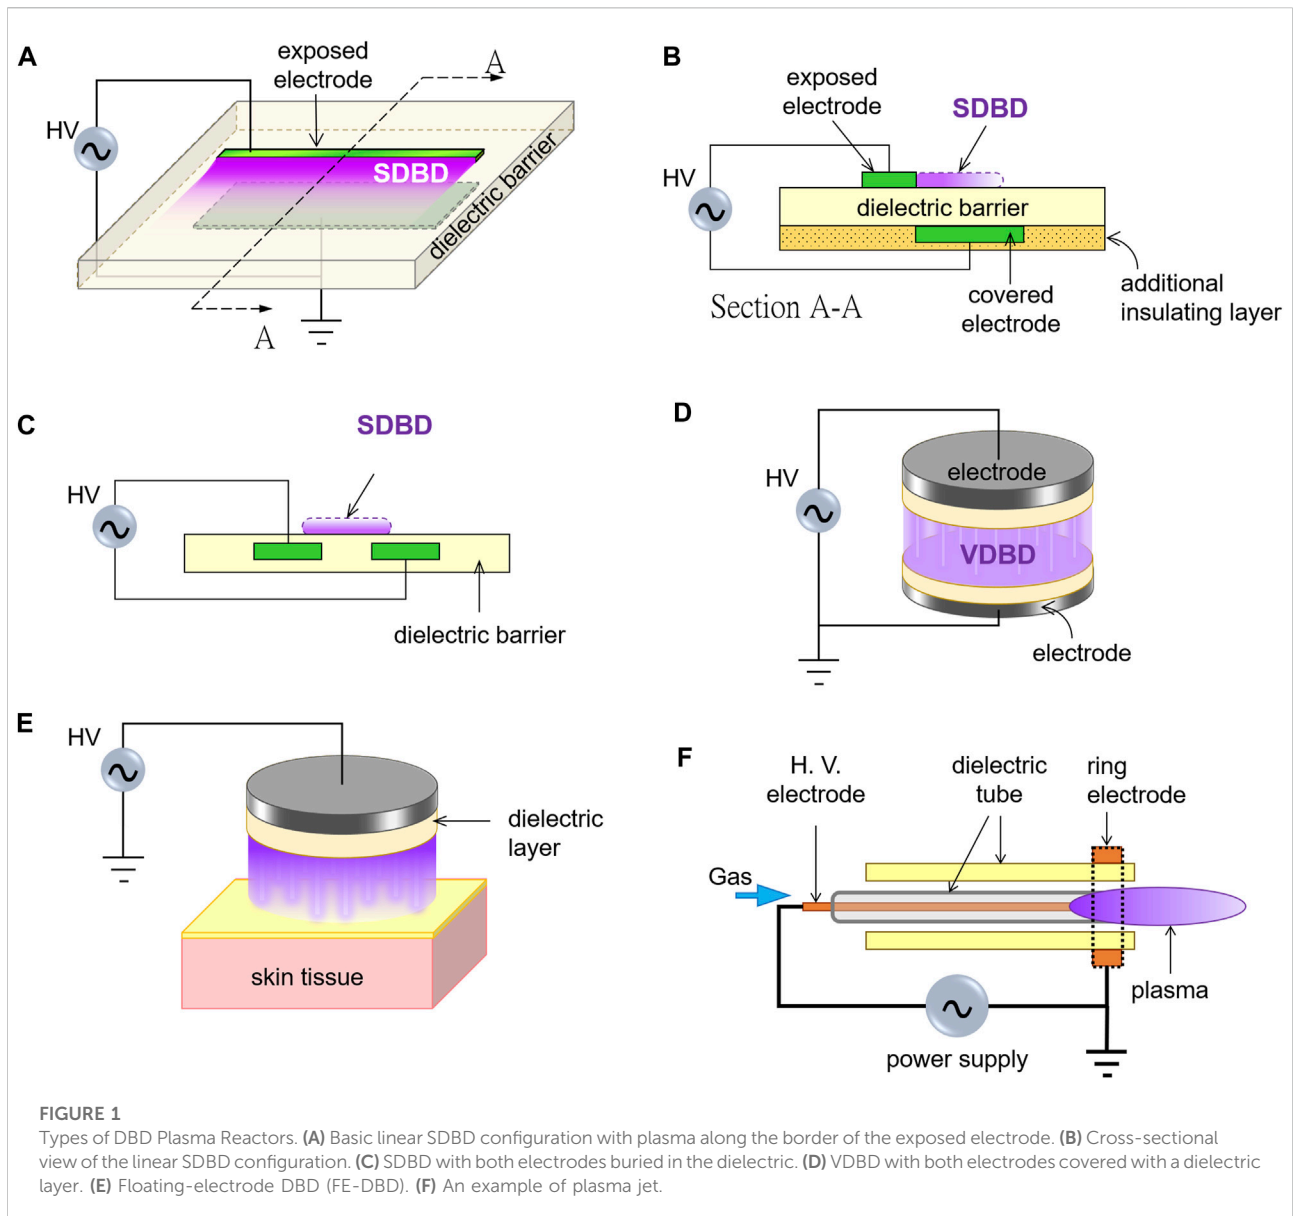 A
exposed
electrode
A
HV
SDBD
dielectric barrier
A
B
exposed
electrode
SDBD
HV
dielectric barrier
Section A-A
covered
electrode
additional
insulating layer
C
SDBD
HV
dielectric barrier
D
HV
electrode
VDBD
electrode
E
HV
dielectric
layer
skin tissue
F
H. V.
electrode
dielectric
tube
ring
electrode
Gas
plasma
power supply
FIGURE 1
Types of DBD Plasma Reactors. (A) Basic linear SDBD configuration with plasma along the border of the exposed electrode. (B) Cross-sectional
view of the linear SDBD configuration. (C) SDBD with both electrodes buried in the dielectric. (D) VDBD with both electrodes covered with a dielectric
layer. (E) Floating-electrode DBD (FE-DBD). (F) An example of plasma jet.